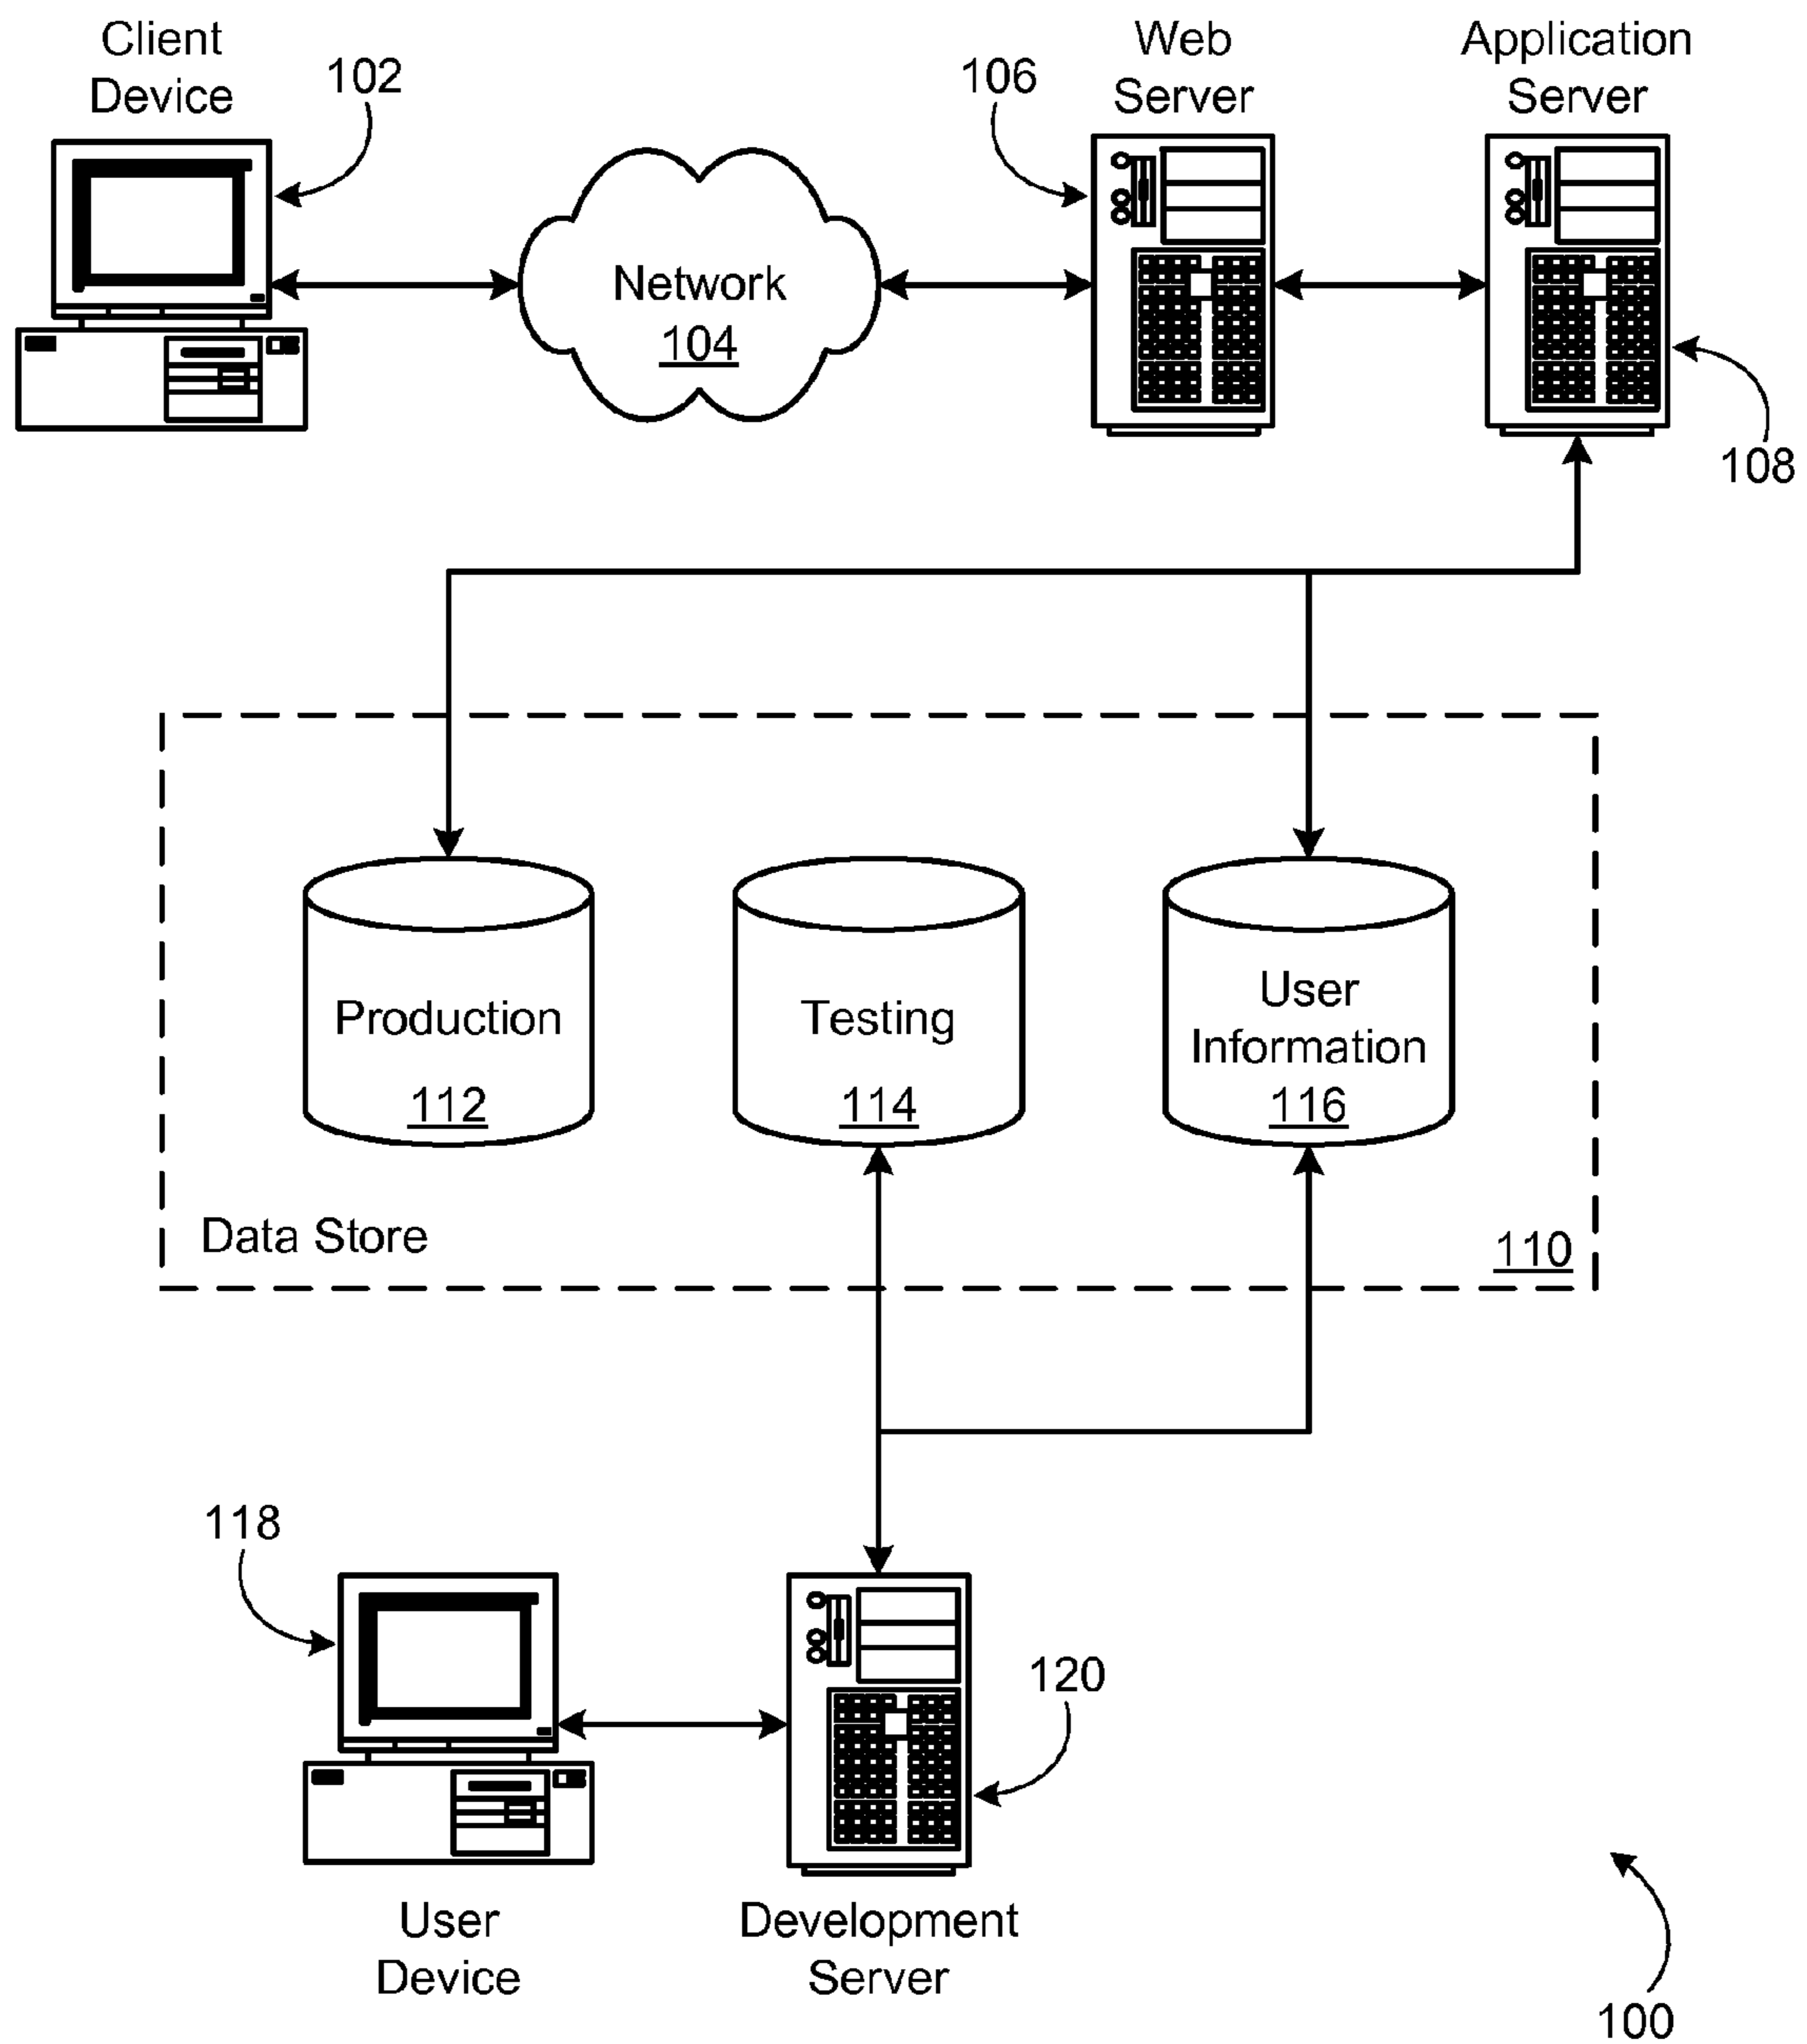 Client
Device
102
106
Web
Server
Application
Server
Network
104
108
Production
112
Testing
114
User
Information
116
Data Store
110
118
120
User
Device
Development
Server
100